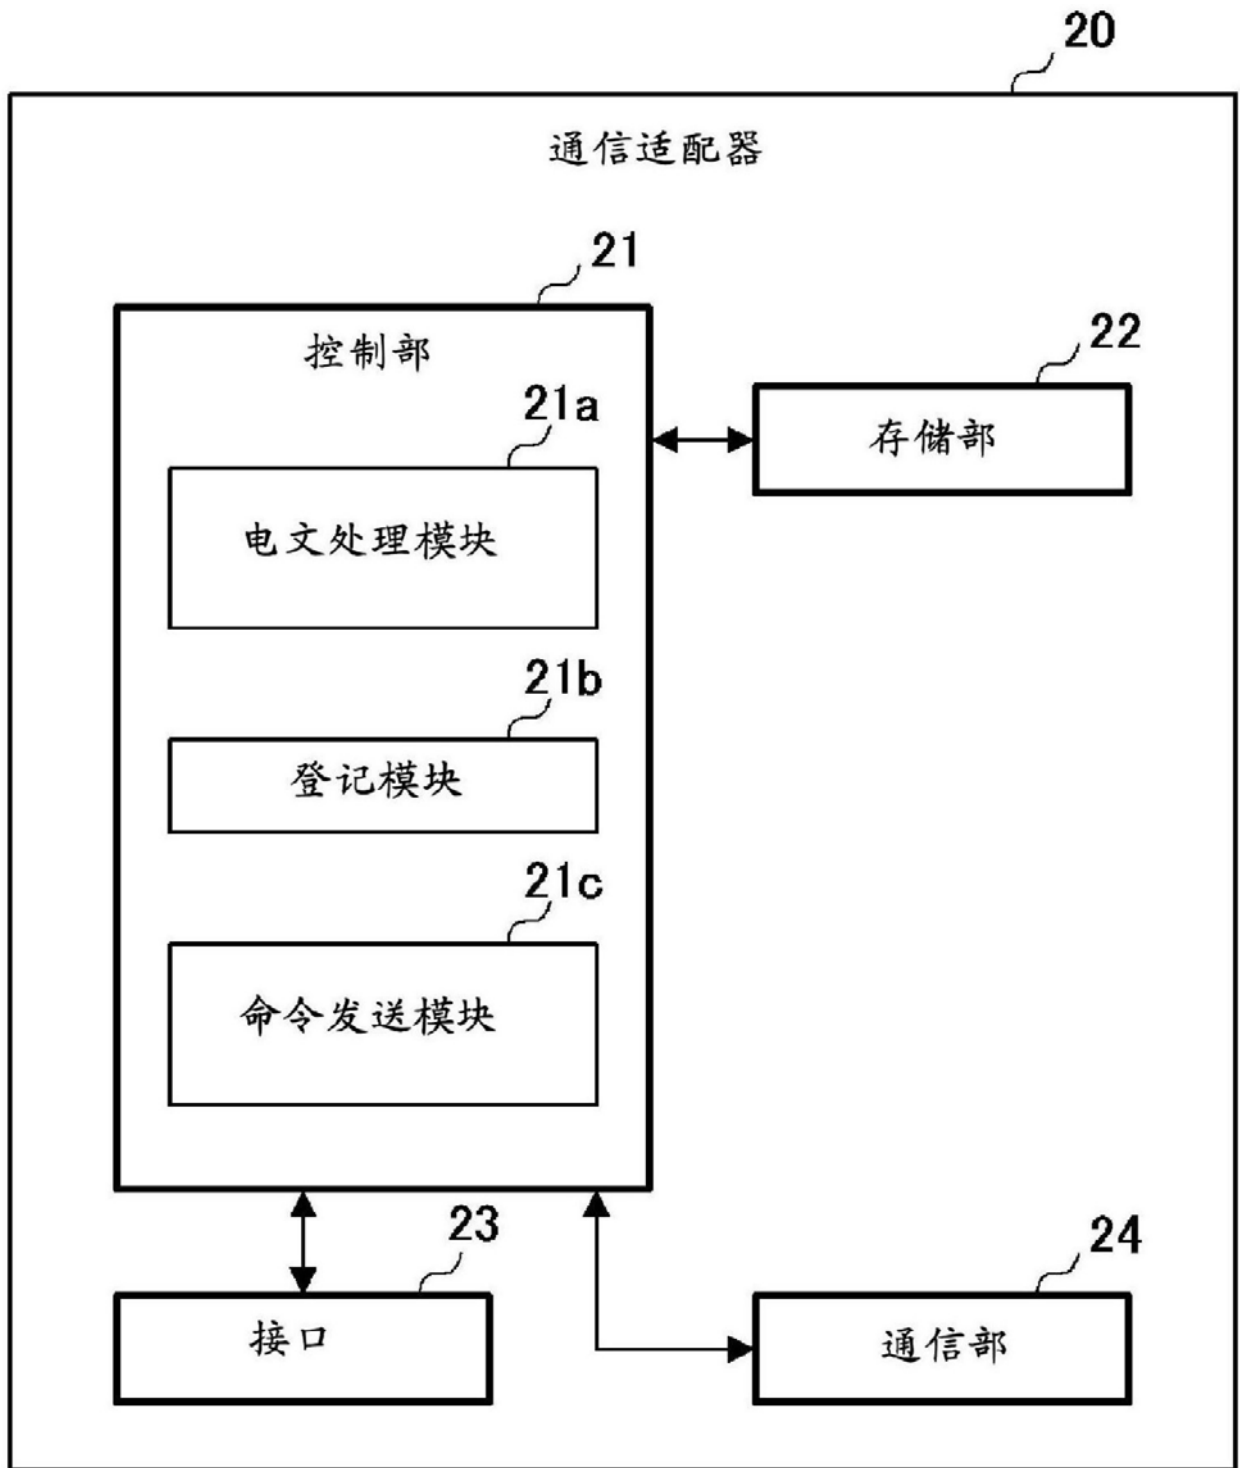 20
通信适配器
21
控制部
22
21a
存储部
电文处理模块
21b
登记模块
21c
命令发送模块
23
24
接口
通信部